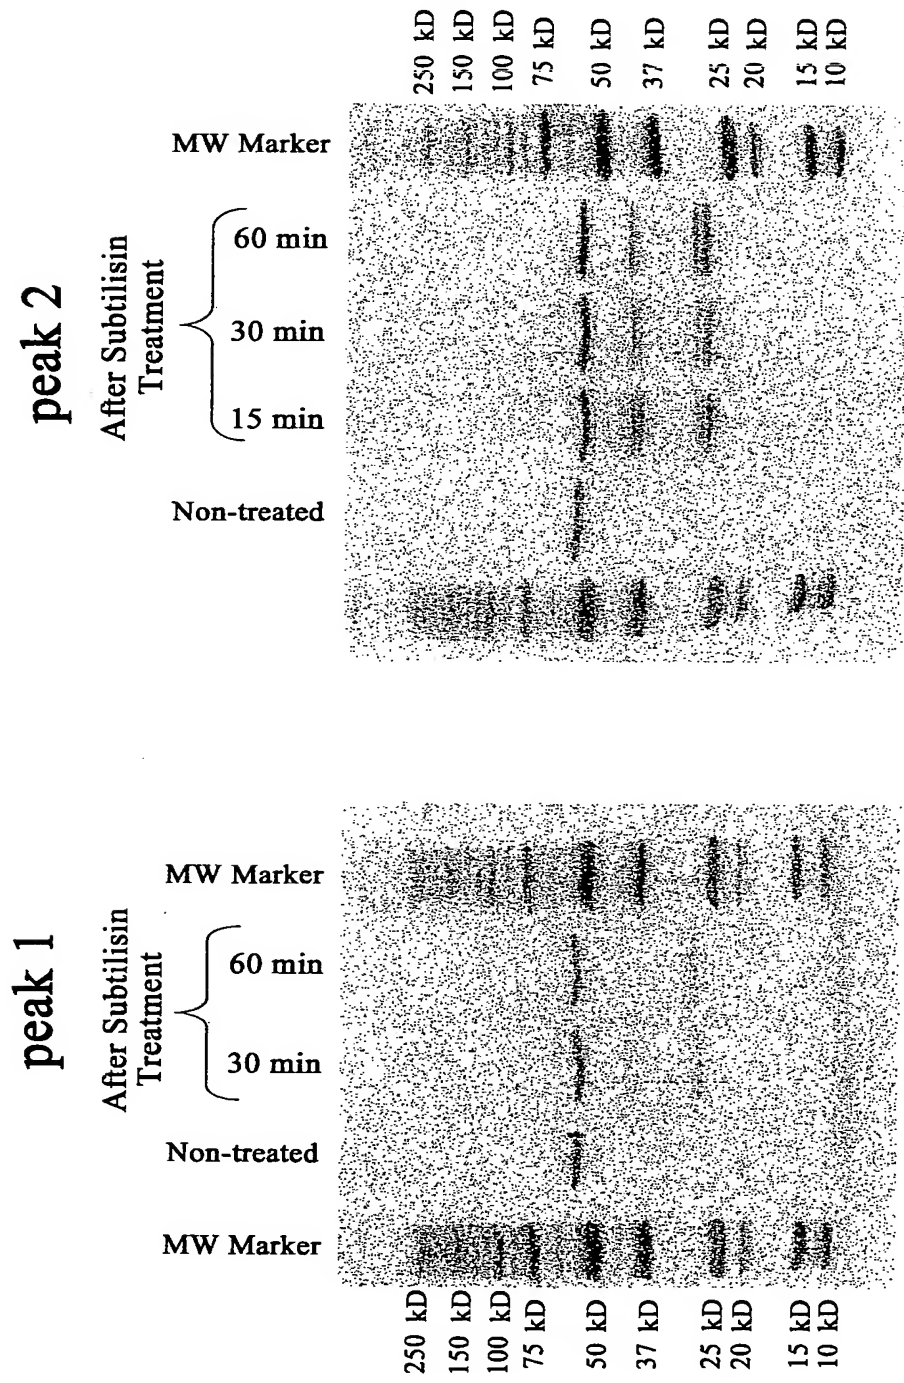 peak 2
After Subtilisin
Treatment
MW Marker
60 min
30 min
15 min
Non-treated
250 kD
150 kD
100 kD
75 kD
50 kD
37 kD
25 kD
20 kD
15 kD
10 kD
peak 1
After Subtilisin
Treatment
MW Marker
60 min
30 min
Non-treated
MW Marker
250 kD
150 kD
100 kD
75 kD
50 kD
37 kD
25 kD
20 kD
15 kD
10 kD